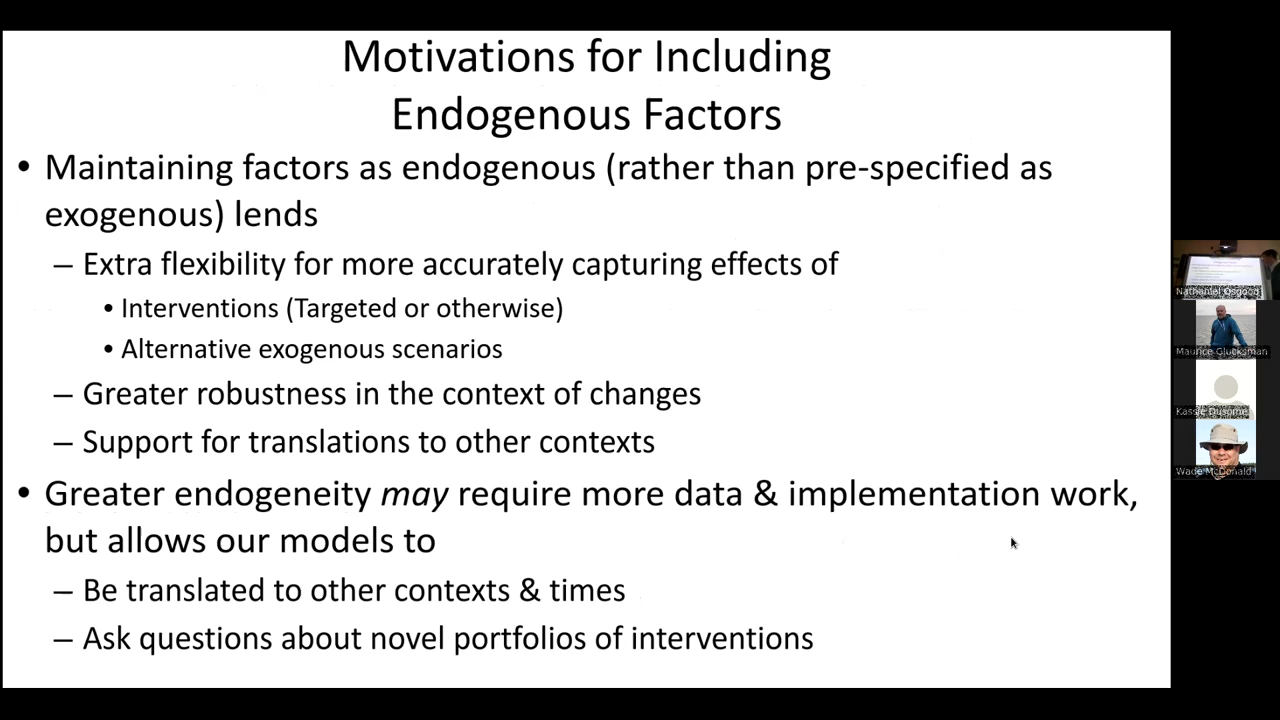 Motivations for Including
Endogenous Factors
• Maintaining factors as endogenous (rather than pre-specified as
exogenous) lends
– Extra flexibility for more accurately capturing effects of
• Interventions (Targeted or otherwise)
• Alternative exogenous scenarios
– Greater robustness in the context of changes
– Support for translations to other contexts
• Greater endogeneity may require more data & implementation work,
but allows our models to
– Be translated to other contexts & times
– Ask questions about novel portfolios of interventions
Nathaniel Osgood
Maurice Glucksman
Kassie Dusome
Wade McDonald